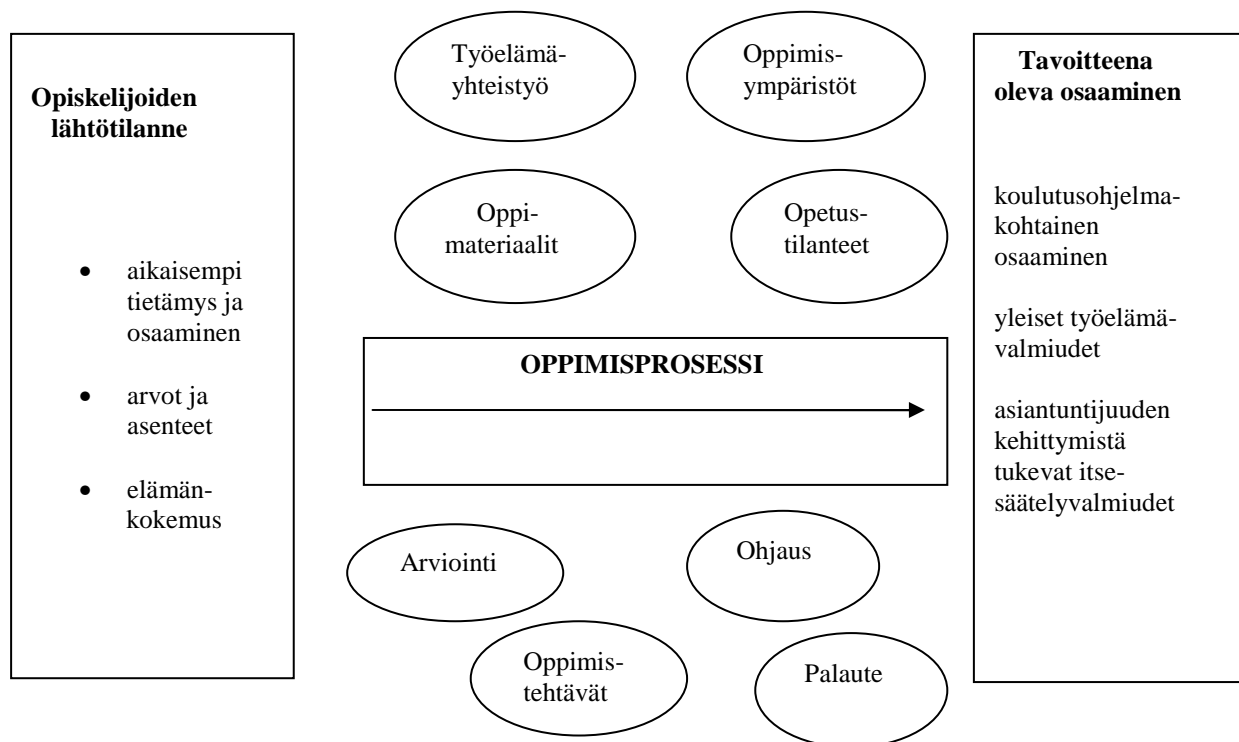 Opiskelijoiden
lähtötilanne
• aikaisempi
tietämys ja
osaaminen
• arvot ja
asenteet
• elämän-
kokemus
Työelämä-
yhteistyö
Oppimis-
ympäristöt
Oppi-
materiaalit
Opetus-
tilanteet
OPPIMISPROSESSI
Arviointi
Ohjaus
Oppimis-
tehtävät
Palaute
Tavoitteena
oleva osaaminen
koulutusohjelma-
kohtainen
osaaminen
yleiset työelämä-
valmiudet
asiantuntijuuden
kehittymistä
tukevat itse-
säätelyvalmiudet